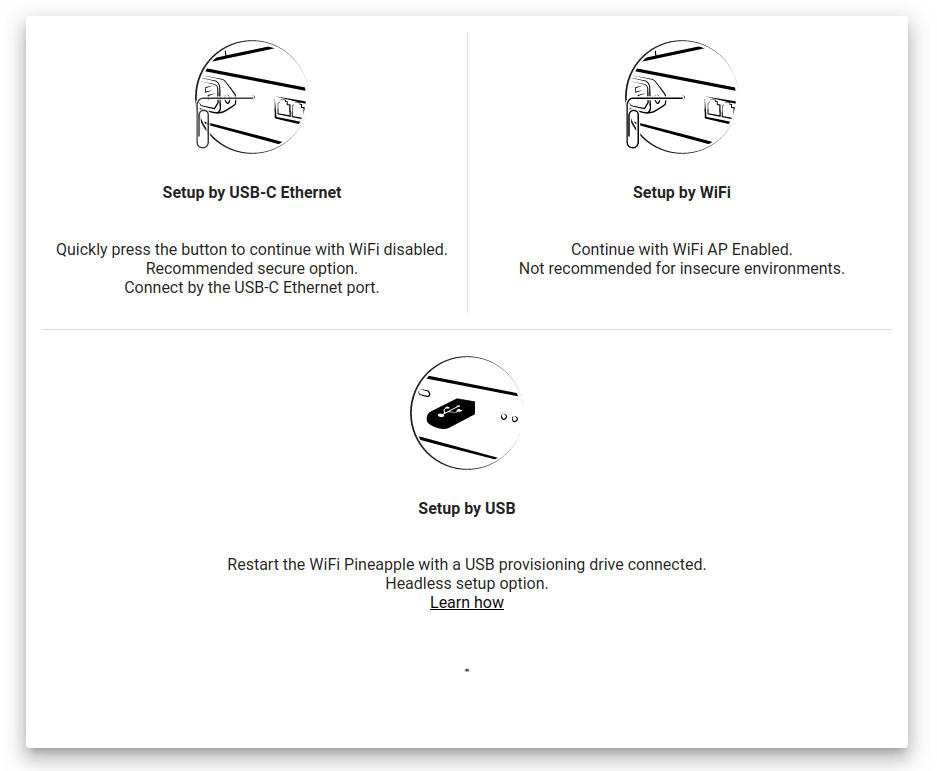 Setup by USB-C Ethernet
Quickly press the button to continue with WiFi disabled.
Recommended secure option.
Connect by the USB-C Ethernet port.
Setup by WiFi
Continue with WiFi AP Enabled.
Not recommended for insecure environments.
Setup by USB
Restart the WiFi Pineapple with a USB provisioning drive connected.
Headless setup option.
Learn how